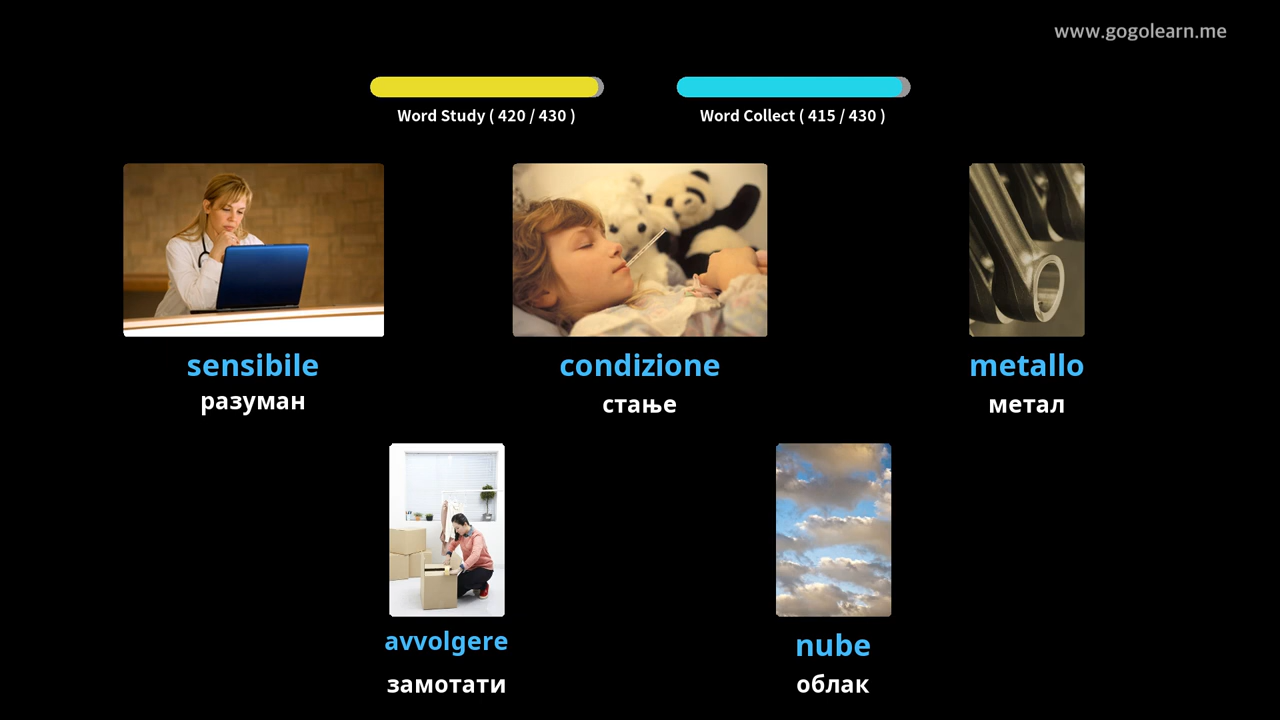 www.gogolearn.me
Word Study ( 420 / 430 )
Word Collect ( 415 / 430 )
sensibile
разуман
condizione
стање
metallo
метал
avvolgere
замотати
nube
облак